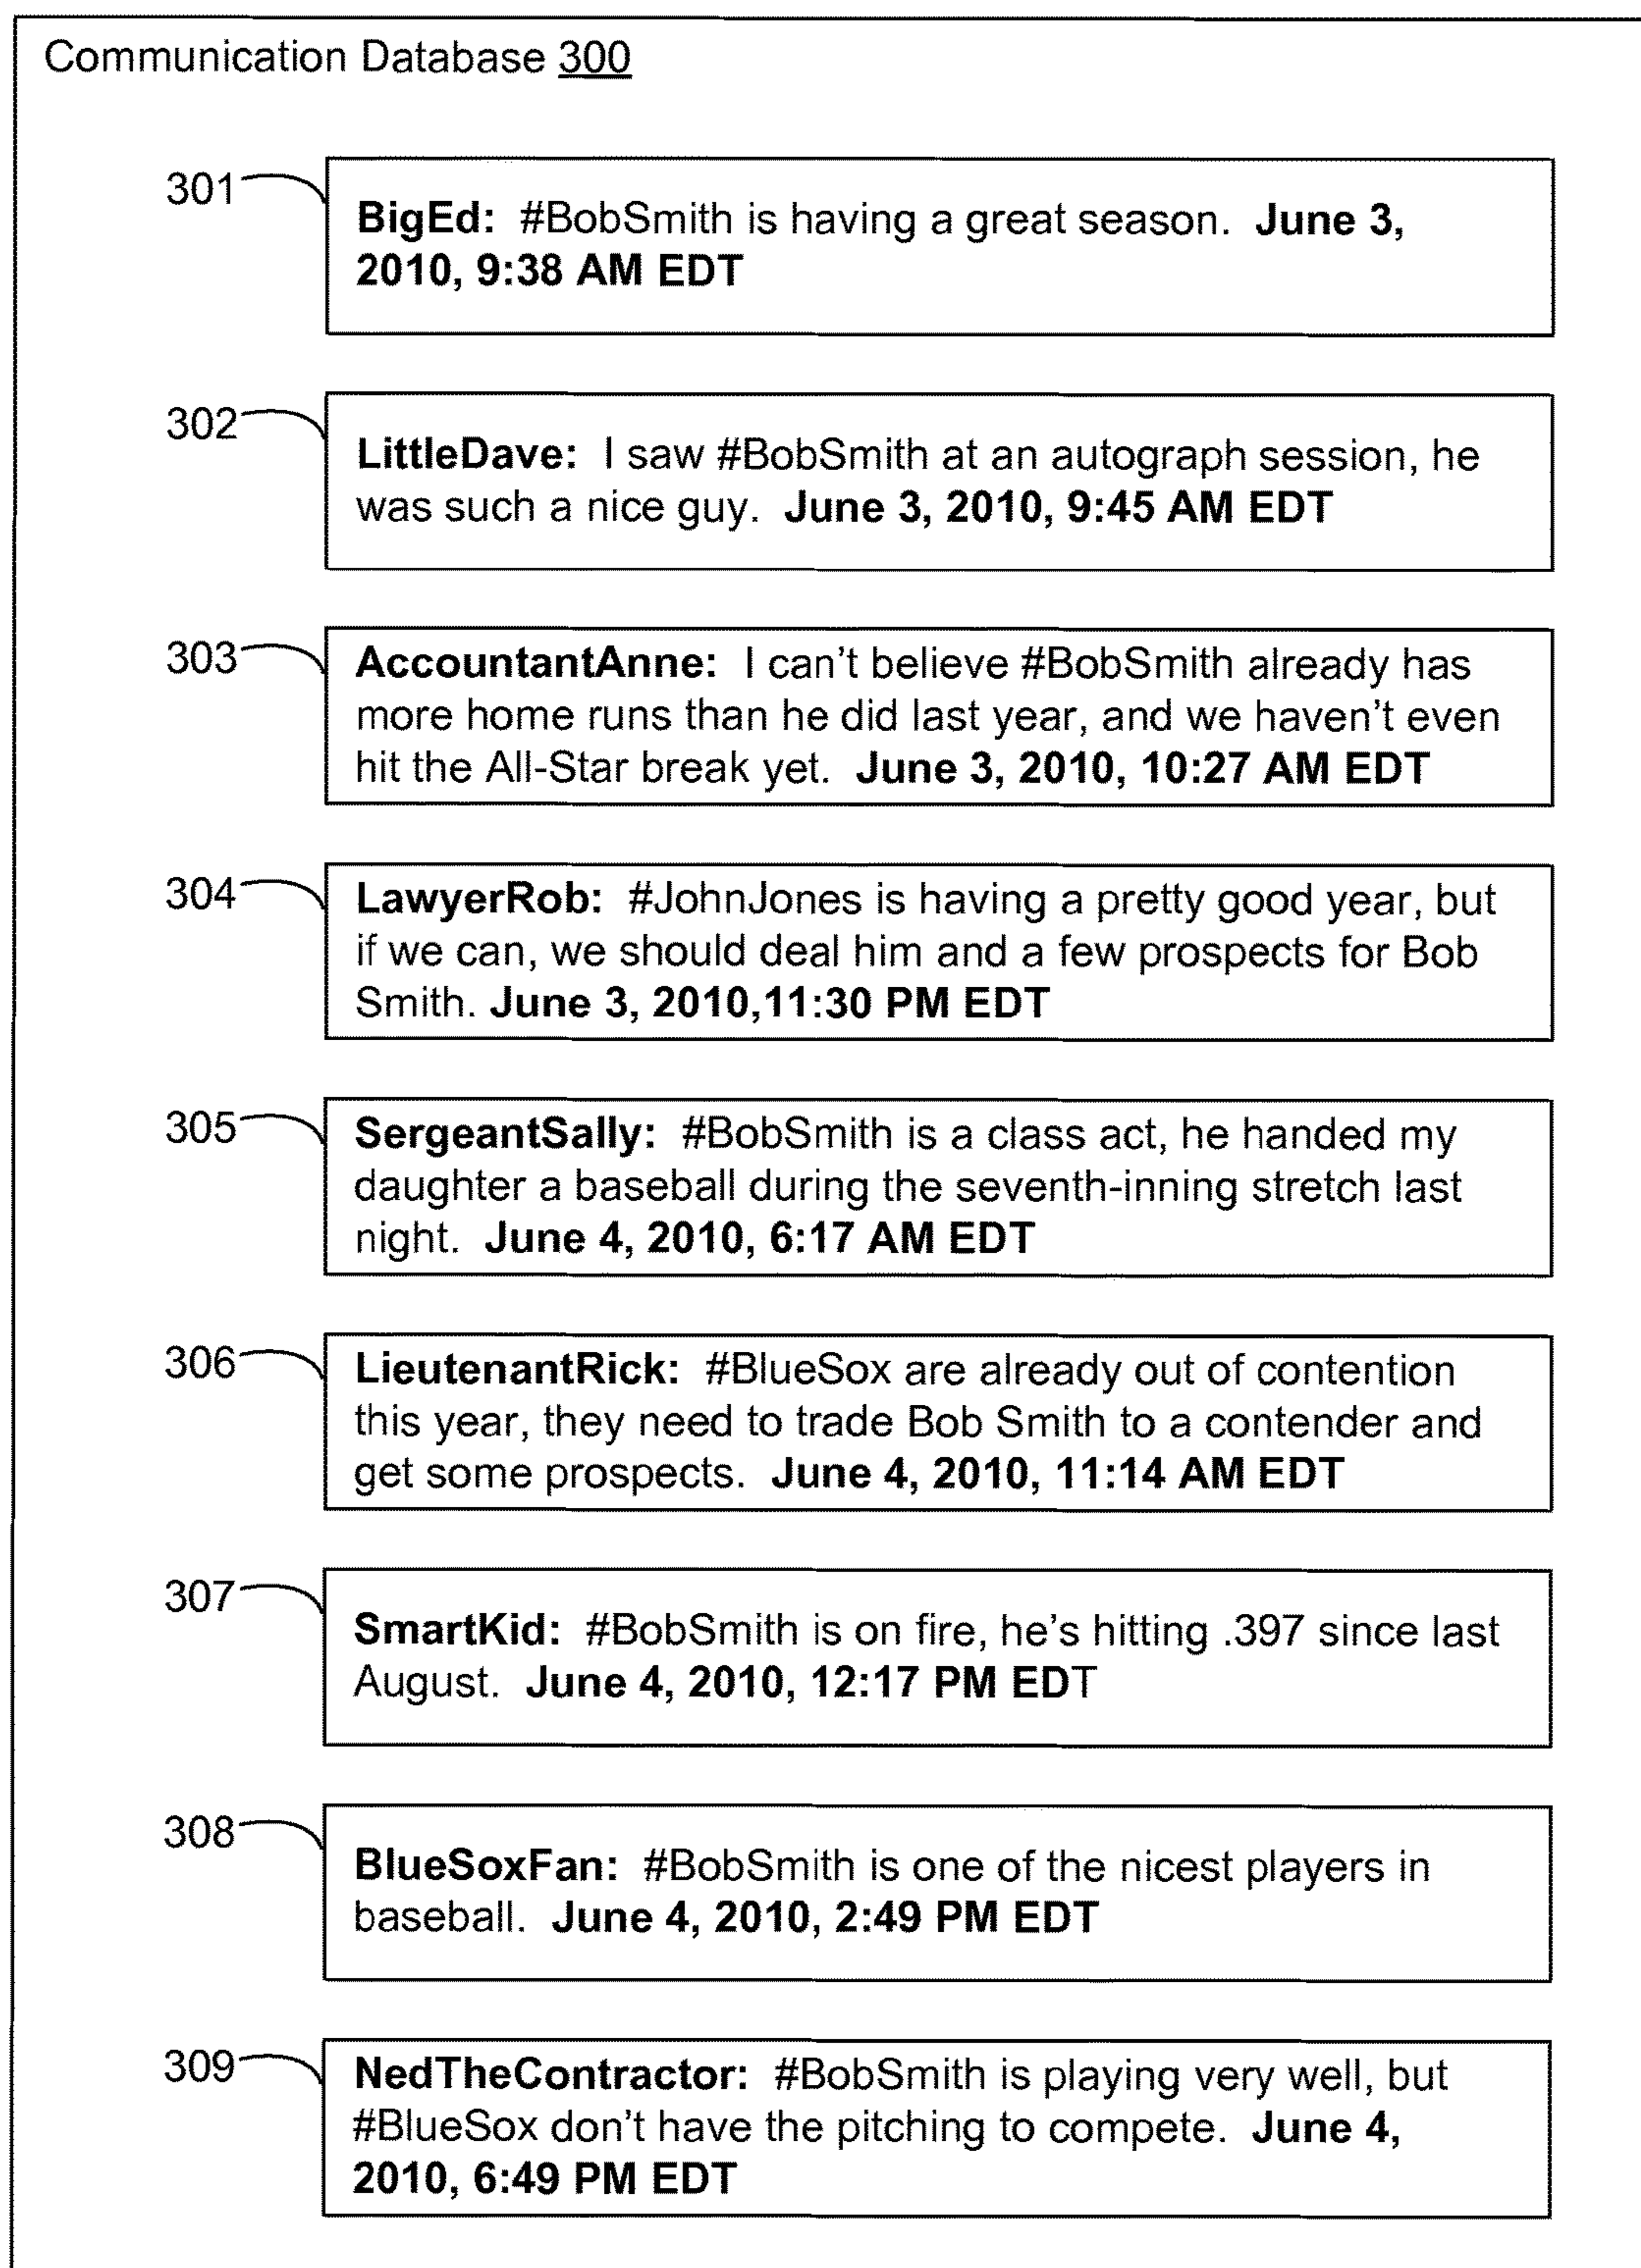 Communication Database 300
301
BigEd: #BobSmith is having a great season. June 3,
2010, 9:38 AM EDT
302
LittleDave: I saw #BobSmith at an autograph session, he
was such a nice guy. June 3, 2010, 9:45 AM EDT
303
AccountantAnne: I can't believe #BobSmith already has
more home runs than he did last year, and we haven't even
hit the All-Star break yet. June 3, 2010, 10:27 AM EDT
304
LawyerRob: #JohnJones is having a pretty good year, but
if we can, we should deal him and a few prospects for Bob
Smith. June 3, 2010,11:30 PM EDT
305
SergeantSally: #BobSmith is a class act, he handed my
daughter a baseball during the seventh-inning stretch last
night. June 4, 2010, 6:17 AM EDT
306
LieutenantRick: #BlueSox are already out of contention
this year, they need to trade Bob Smith to a contender and
get some prospects. June 4, 2010, 11:14 AM EDT
307
SmartKid: #BobSmith is on fire, he's hitting .397 since last
August. June 4, 2010, 12:17 PM EDT
308
BlueSoxFan: #BobSmith is one of the nicest players in
baseball. June 4, 2010, 2:49 PM EDT
309
NedTheContractor: #BobSmith is playing very well, but
#BlueSox don't have the pitching to compete. June 4,
2010, 6:49 PM EDT